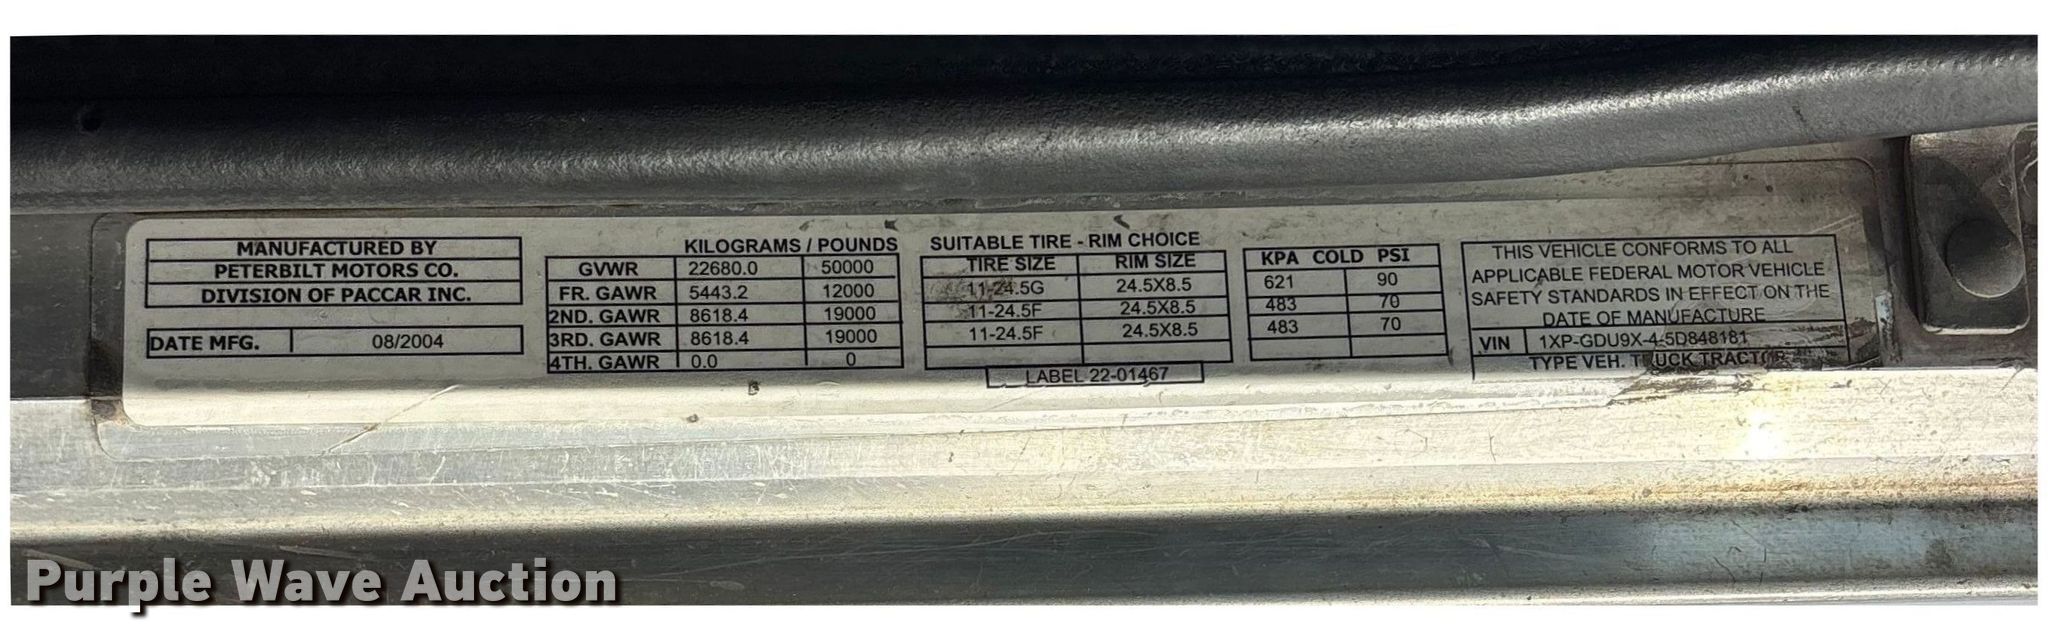 MANUFACTURED BY
PETERBILT MOTORS CO.
DIVISION OF PACCAR INC.
DATE MFG. 08/2004
KILOGRAMS / POUNDS
GVWR 22680.0 50000
FR. GAWR 5443.2 12000
2ND. GAWR 8618.4 19000
3RD. GAWR 8618.4 19000
4TH. GAWR 0.0 0
SUITABLE TIRE - RIM CHOICE
TIRE SIZE RIM SIZE
11-24.5G 24.5X8.5
11-24.5F 24.5X8.5
11-24.5F 24.5X8.5
LABEL 22-01467
KPA COLD PSI
621 90
483 70
483 70
THIS VEHICLE CONFORMS TO ALL
APPLICABLE FEDERAL MOTOR VEHICLE
SAFETY STANDARDS IN EFFECT ON THE
DATE OF MANUFACTURE
VIN 1XP-GDU9X-4-5D848181
TYPE VEH. TRUCK TRACTOR
Purple Wave Auction